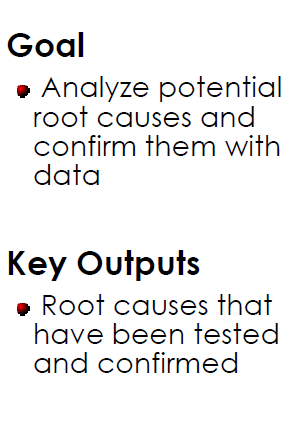 Goal
Analyze potential
root causes and
confirm them with
data
Key Outputs
Root causes that
have been tested
and confirmed